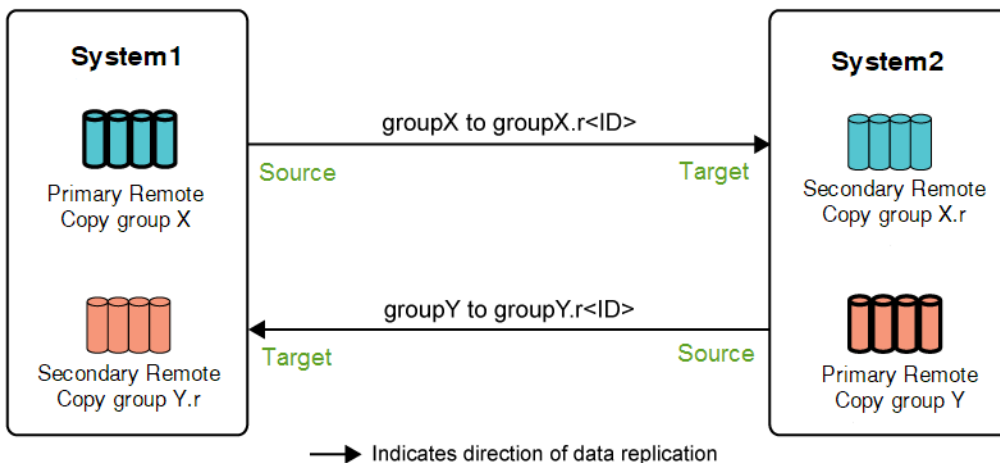 System1
Primary Remote
Copy group X
Secondary Remote
Copy group Y.r
groupX to groupX.r<ID>
Source
Target
groupY to groupY.r<ID>
Target
Source
System2
Secondary Remote
Copy group X.r
Primary Remote
Copy group Y
Indicates direction of data replication